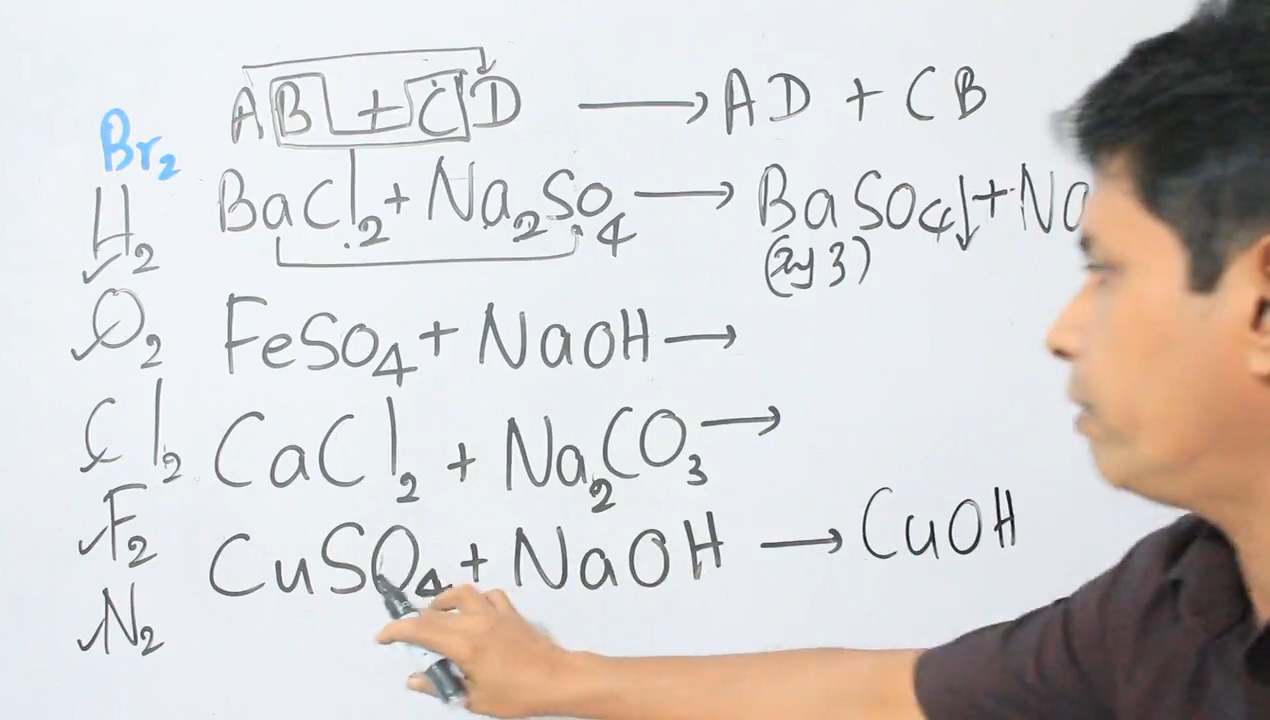 AB + CD ⟶ AD + CB
Br₂
BaCl₂ + Na₂SO₄ ⟶ BaSO₄↓ + Na
H₂
O₂
FeSO₄ + NaOH ⟶
Cl₂
CaCl₂ + Na₂CO₃ ⟶
F₂
CuSO₄ + NaOH ⟶ CuOH
N₂